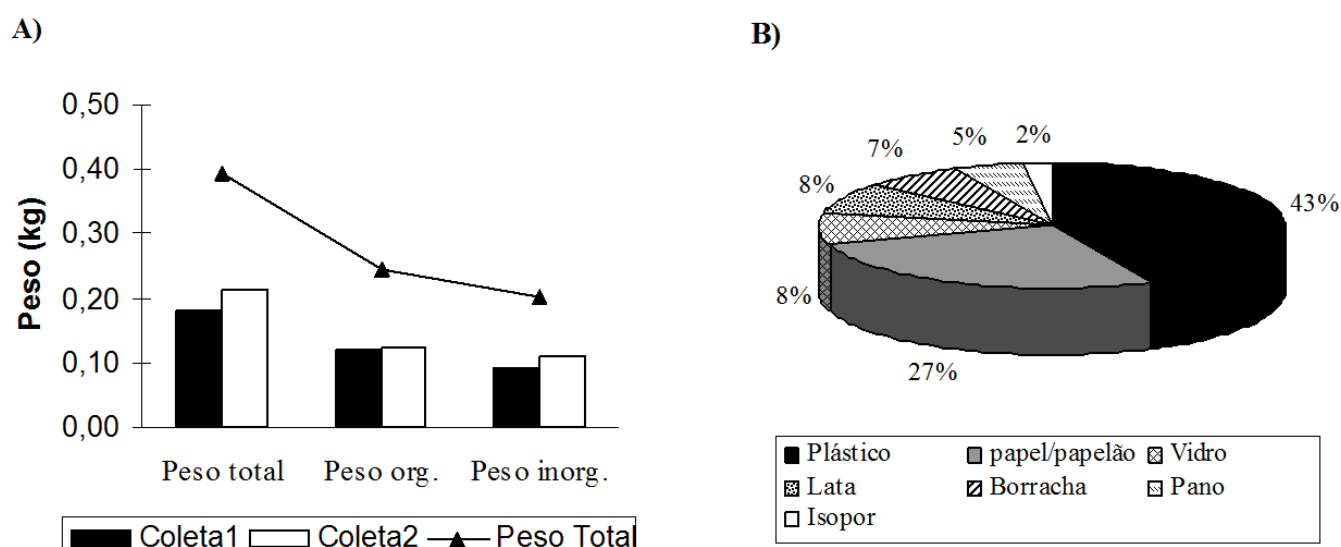 A)
0,50
0,40
0,30
0,20
0,10
0,00
Peso (kg)
Peso total Peso org. Peso inorg.
Coleta1 Coleta2 Peso Total
B)
2%
5%
7%
8%
43%
8%
27%
Plástico papel/papelão Vidro
Lata Borracha Pano
Isopor